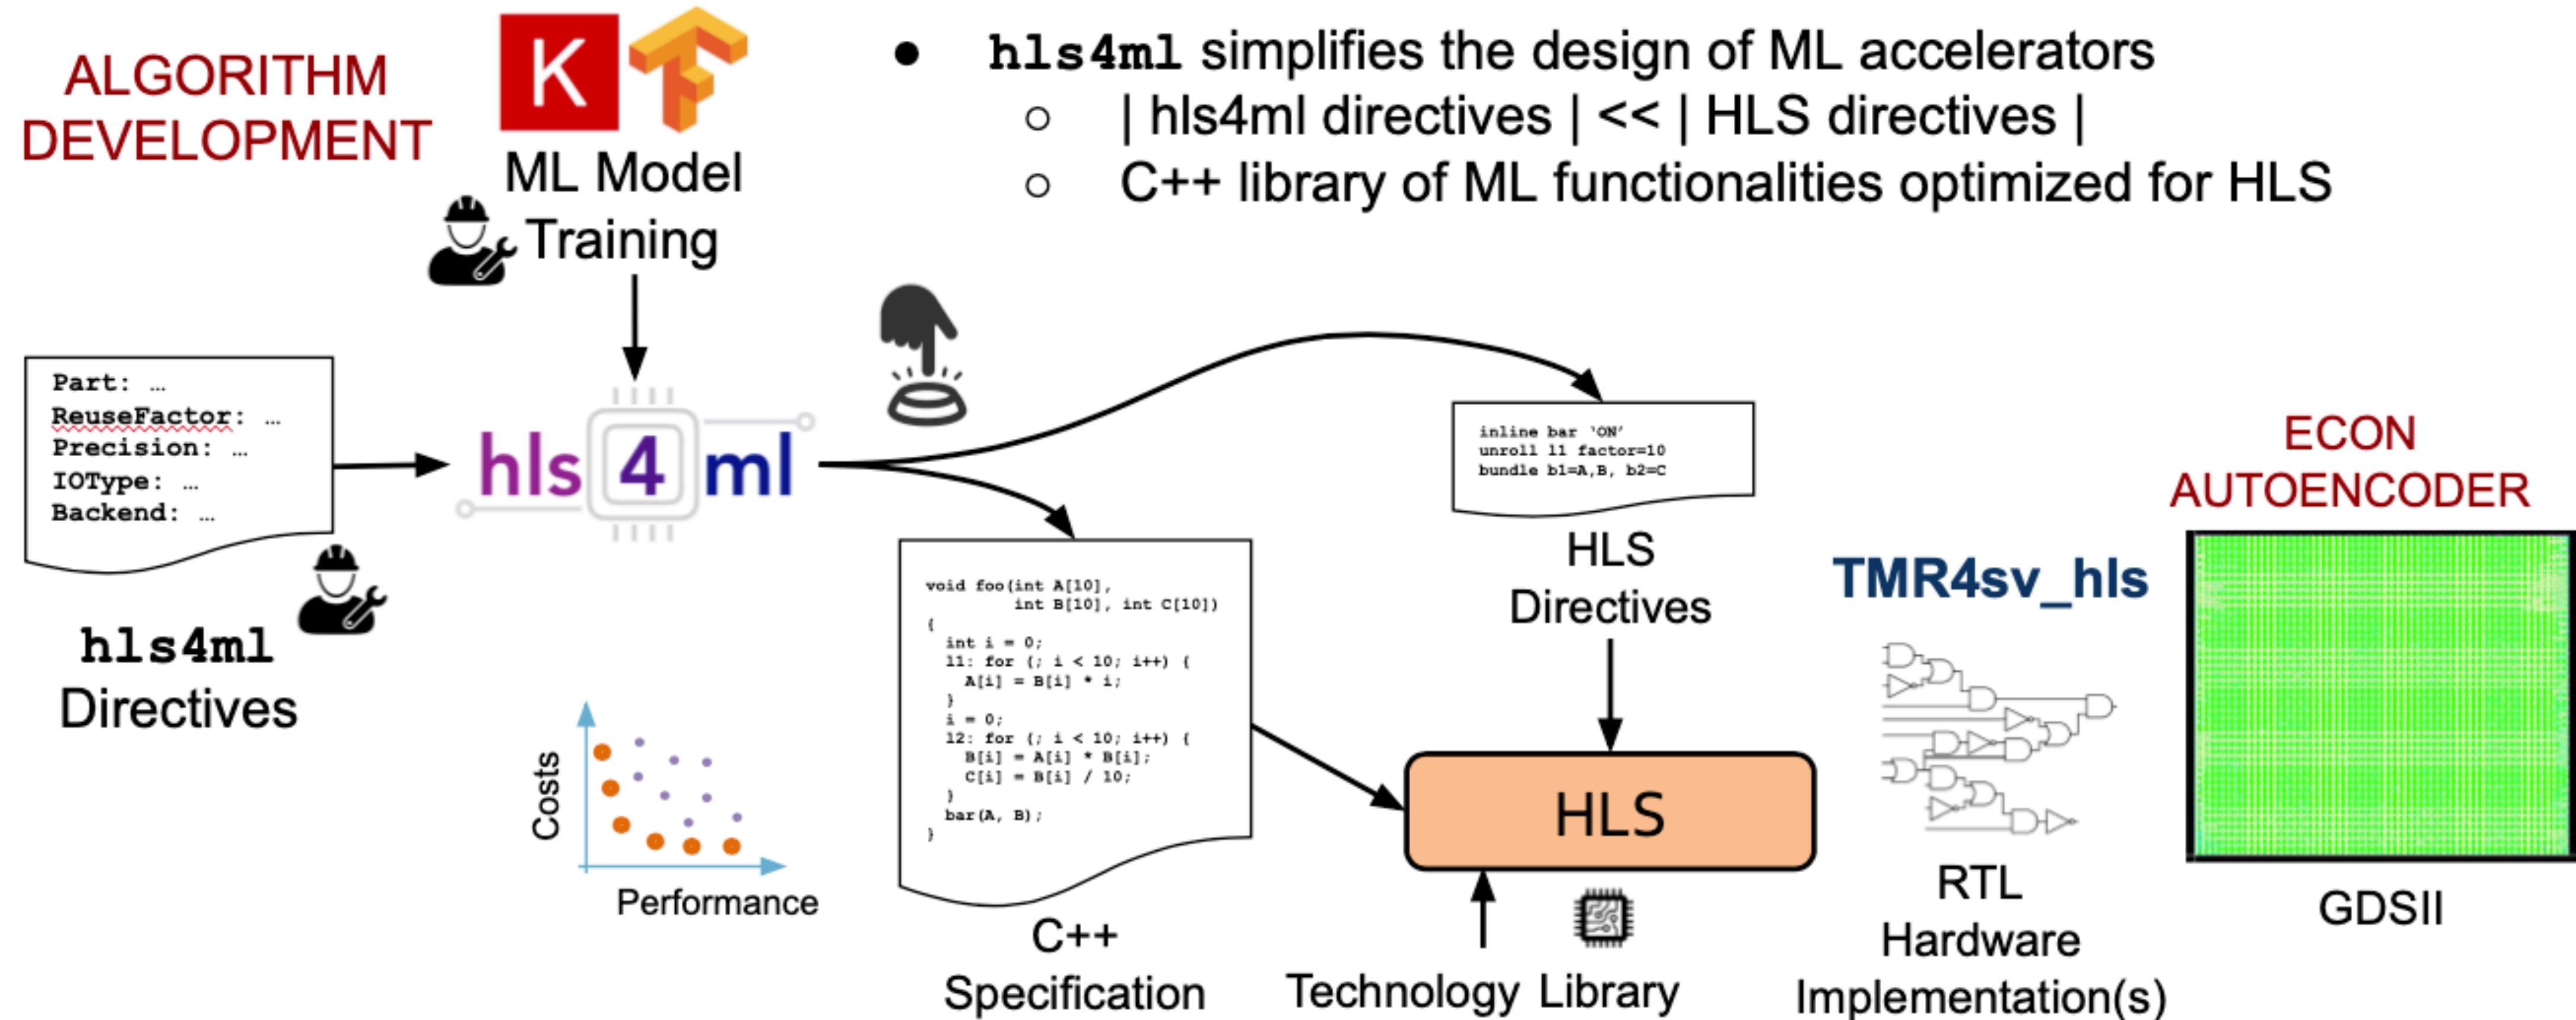 ALGORITHM
DEVELOPMENT
K
ML Model
Training
● hls4ml simplifies the design of ML accelerators
○ | hls4ml directives | << | HLS directives |
○ C++ library of ML functionalities optimized for HLS
Part: …
ReuseFactor: …
Precision: …
IOType: …
Backend: …
hls4ml
Directives
hls 4 ml
Costs
Performance
void foo(int A[10],
int B[10], int C[10])
{
int i = 0;
l1: for (; i < 10; i++) {
A[i] = B[i] * i;
}
i = 0;
l2: for (; i < 10; i++) {
B[i] = A[i] * B[i];
C[i] = B[i] / 10;
}
bar(A, B);
}
C++
Specification
inline bar ‘ON’
unroll l1 factor=10
bundle b1=A,B, b2=C
HLS
Directives
HLS
Technology Library
TMR4sv_hls
RTL
Hardware
Implementation(s)
ECON
AUTOENCODER
GDSII